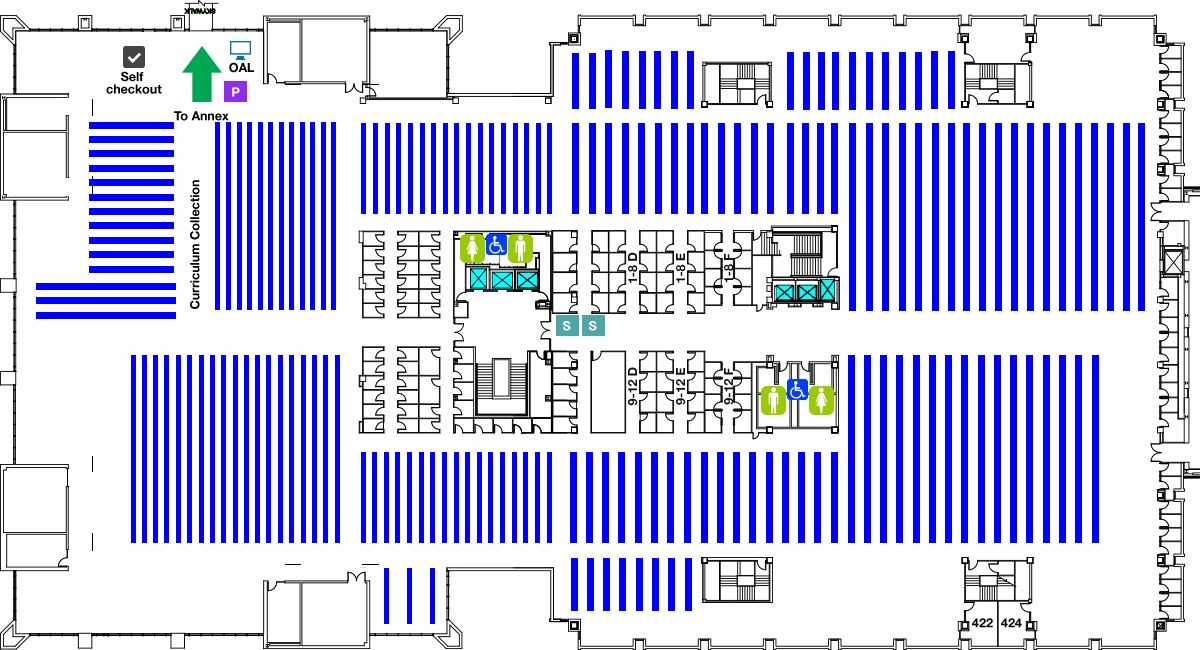 SKYWALK
OAL
Self
checkout
P
To Annex
Curriculum Collection
1-8 D
1-8 E
1-8 F
S
S
9-12 D
9-12 E
9-12 F
422
424